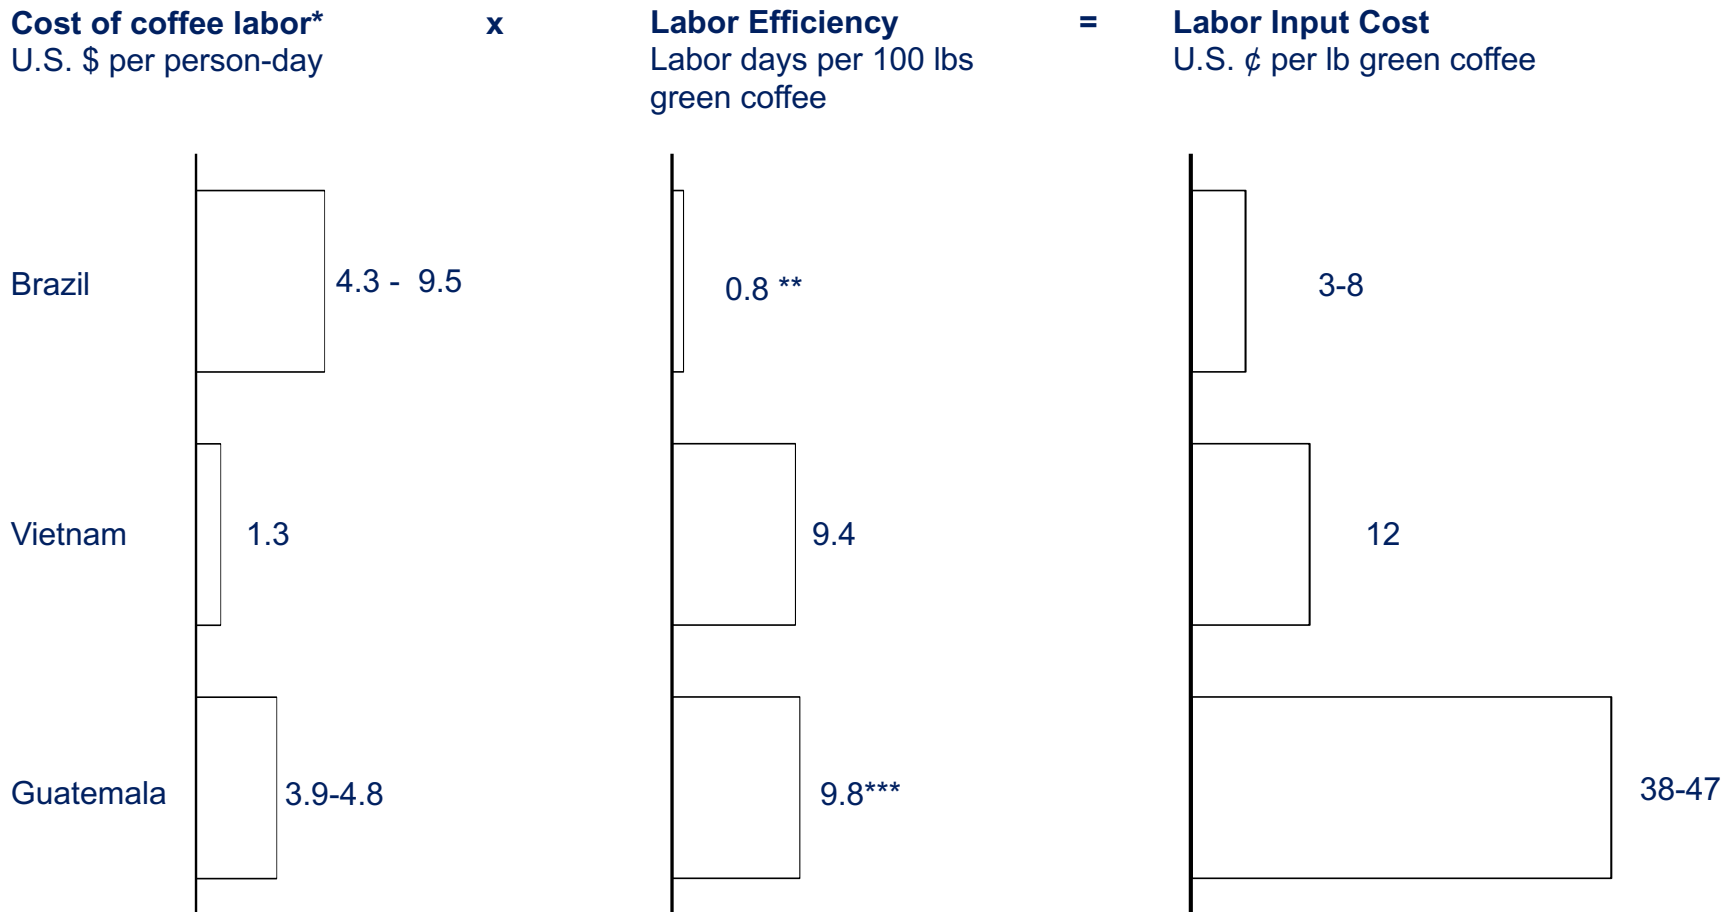 Cost of coffee labor* x Labor Efficiency = Labor Input Cost
U.S. $ per person-day Labor days per 100 lbs U.S. ¢ per lb green coffee
green coffee
Brazil 4.3 - 9.5 0.8 ** 3-8
Vietnam 1.3 9.4 12
Guatemala 3.9-4.8 9.8*** 38-47